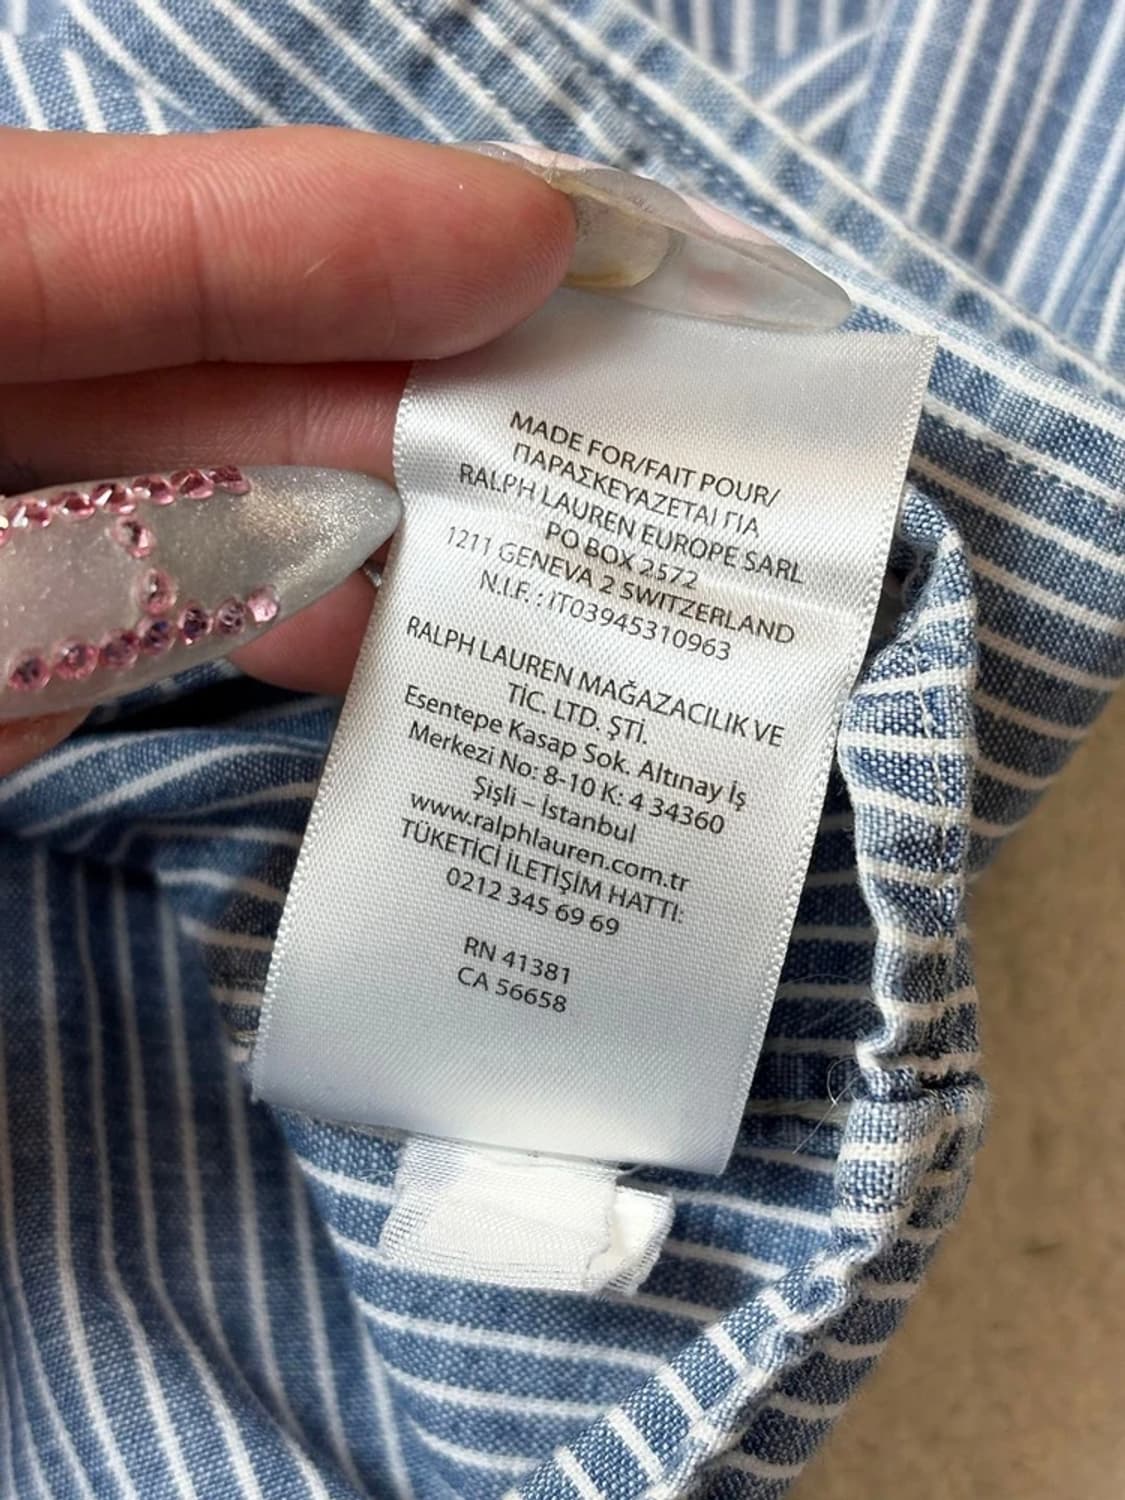 MADE FOR/FAIT POUR/
ΠΑΡΑΣΚΕΥΑΖΕΤΑΙ ΓΙΑ
RALPH LAUREN EUROPE SARL
PO BOX 2572
1211 GENEVA 2 SWITZERLAND
N.I.F. : IT03945310963
RALPH LAUREN MAĞAZACILIK VE
TİC. LTD. ŞTİ.
Esentepe Kasap Sok. Altınay İş
Merkezi No: 8-10 K: 4 34360
Şişli – İstanbul
www.ralphlauren.com.tr
TÜKETİCİ İLETİŞİM HATTI:
0212 345 69 69
RN 41381
CA 56658